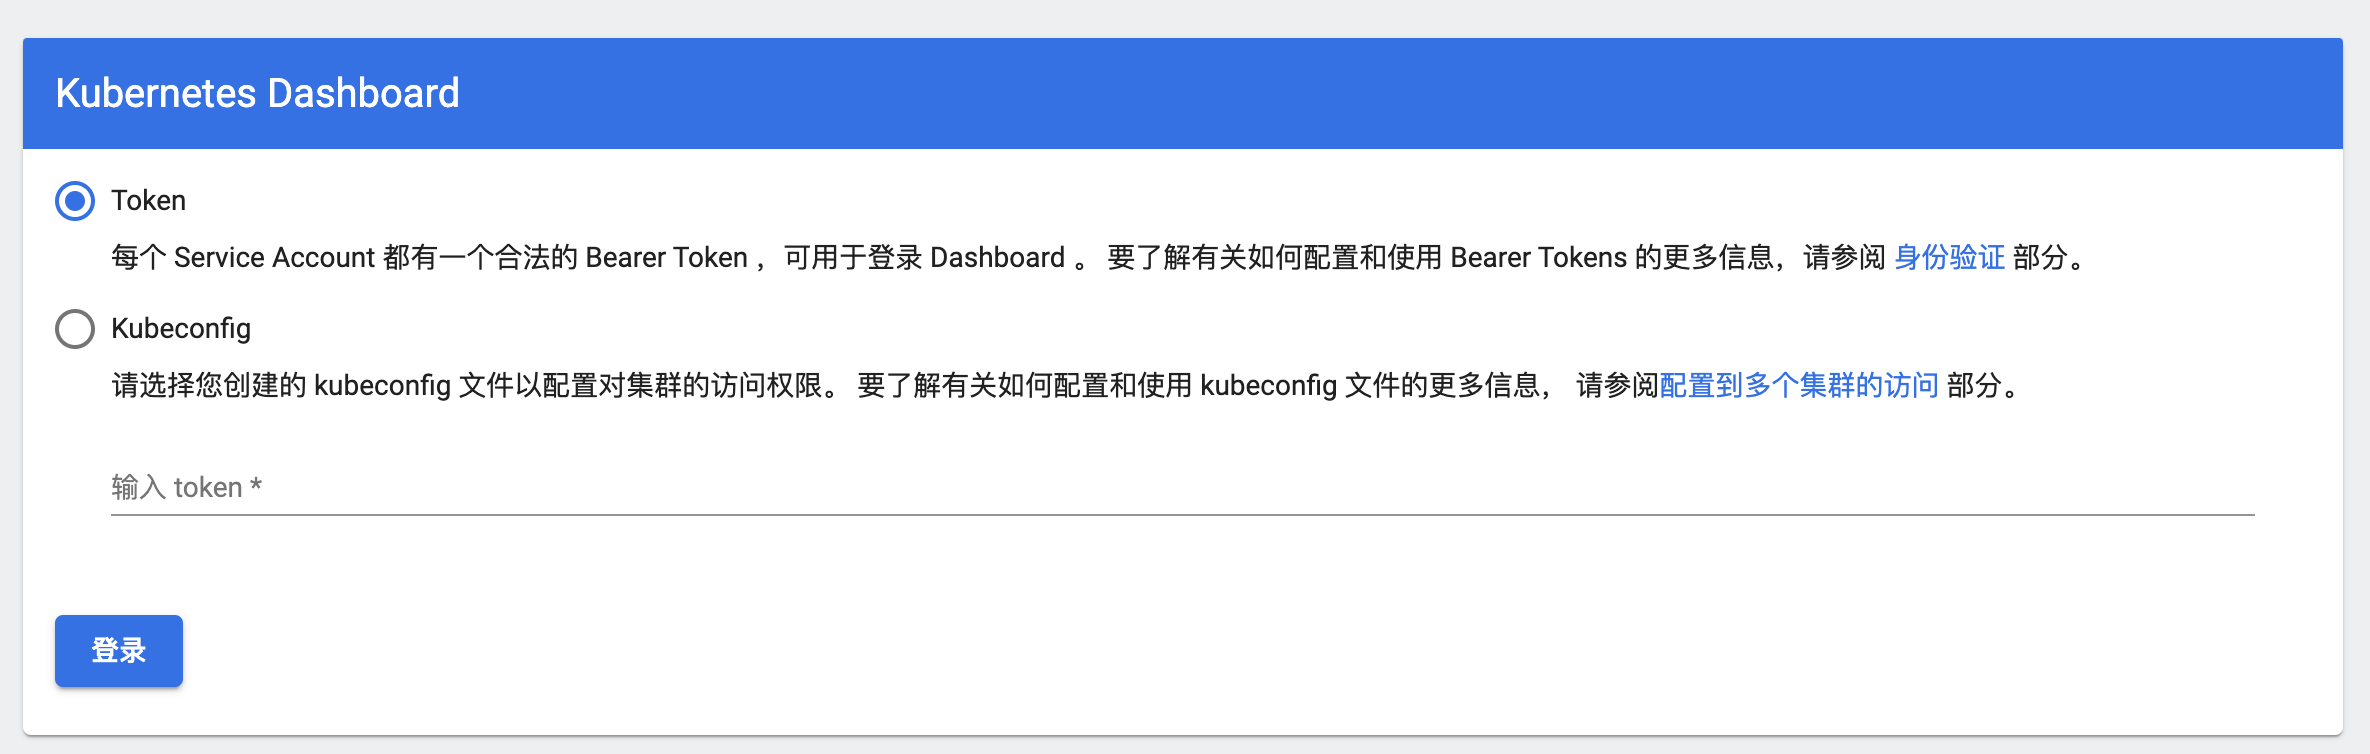 Kubernetes Dashboard
Token
每个 Service Account 都有一个合法的 Bearer Token ，可用于登录 Dashboard 。 要了解有关如何配置和使用 Bearer Tokens 的更多信息，请参阅 身份验证 部分。
Kubeconfig
请选择您创建的 kubeconfig 文件以配置对集群的访问权限。 要了解有关如何配置和使用 kubeconfig 文件的更多信息， 请参阅配置到多个集群的访问 部分。
输入 token *
登录